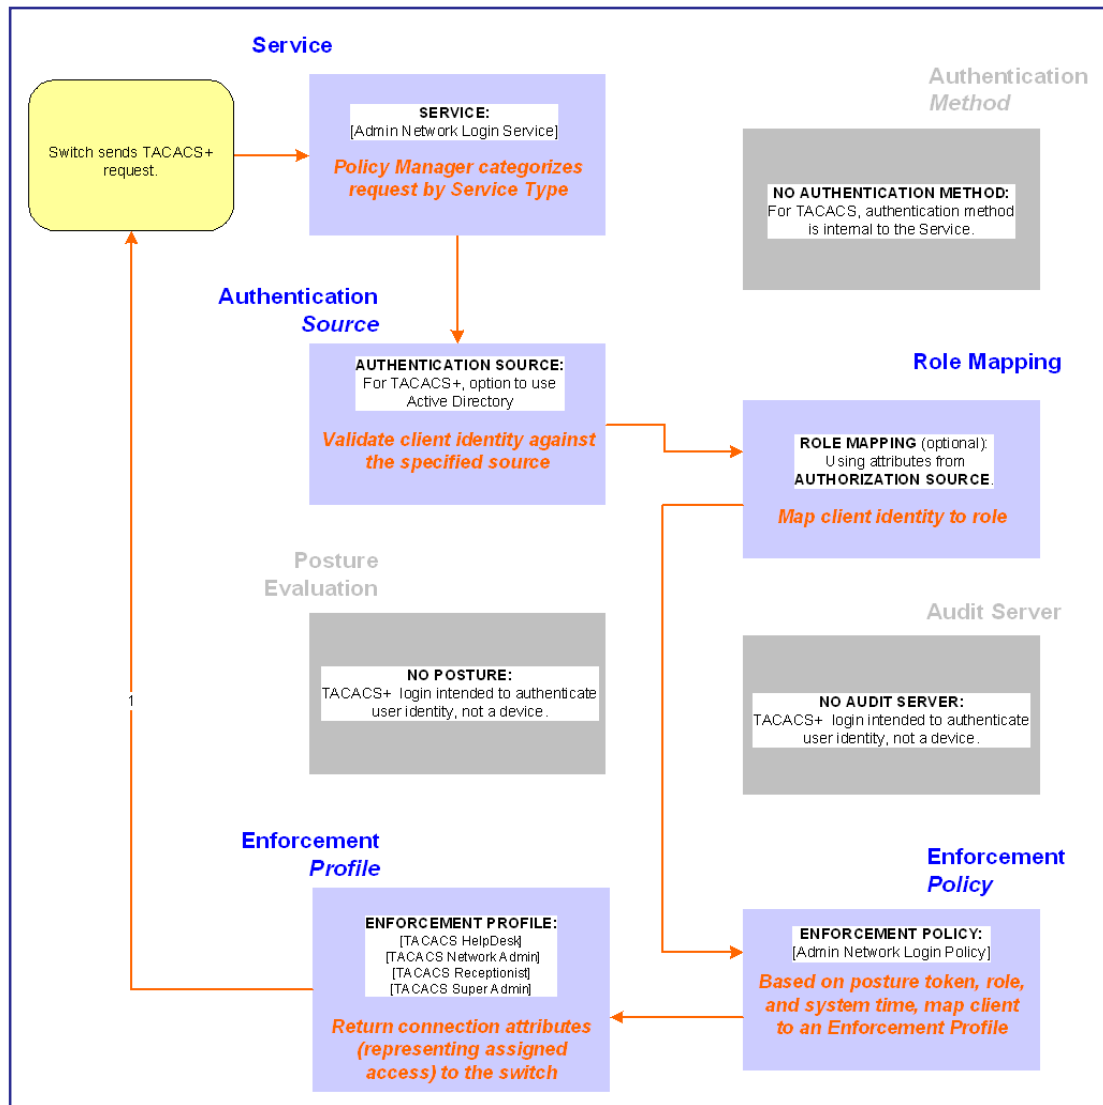 Service
Authentication
Method
Switch sends TACACS+
request.
SERVICE:
[Admin Network Login Service]
Policy Manager categorizes
request by Service Type
NO AUTHENTICATION METHOD:
For TACACS, authentication method
is internal to the Service.
Authentication
Source
AUTHENTICATION SOURCE:
For TACACS+, option to use
Active Directory
Validate client identity against
the specified source
Role Mapping
ROLE MAPPING (optional):
Using attributes from
AUTHORIZATION SOURCE.
Map client identity to role
Posture
Evaluation
NO POSTURE:
TACACS+ login intended to authenticate
user identity, not a device.
Audit Server
NO AUDIT SERVER:
TACACS+ login intended to authenticate
user identity, not a device.
1
Enforcement
Profile
ENFORCEMENT PROFILE:
[TACACS HelpDesk]
[TACACS Network Admin]
[TACACS Receptionist]
[TACACS Super Admin]
Return connection attributes
(representing assigned
access) to the switch
Enforcement
Policy
ENFORCEMENT POLICY:
[Admin Network Login Policy]
Based on posture token, role,
and system time, map client
to an Enforcement Profile